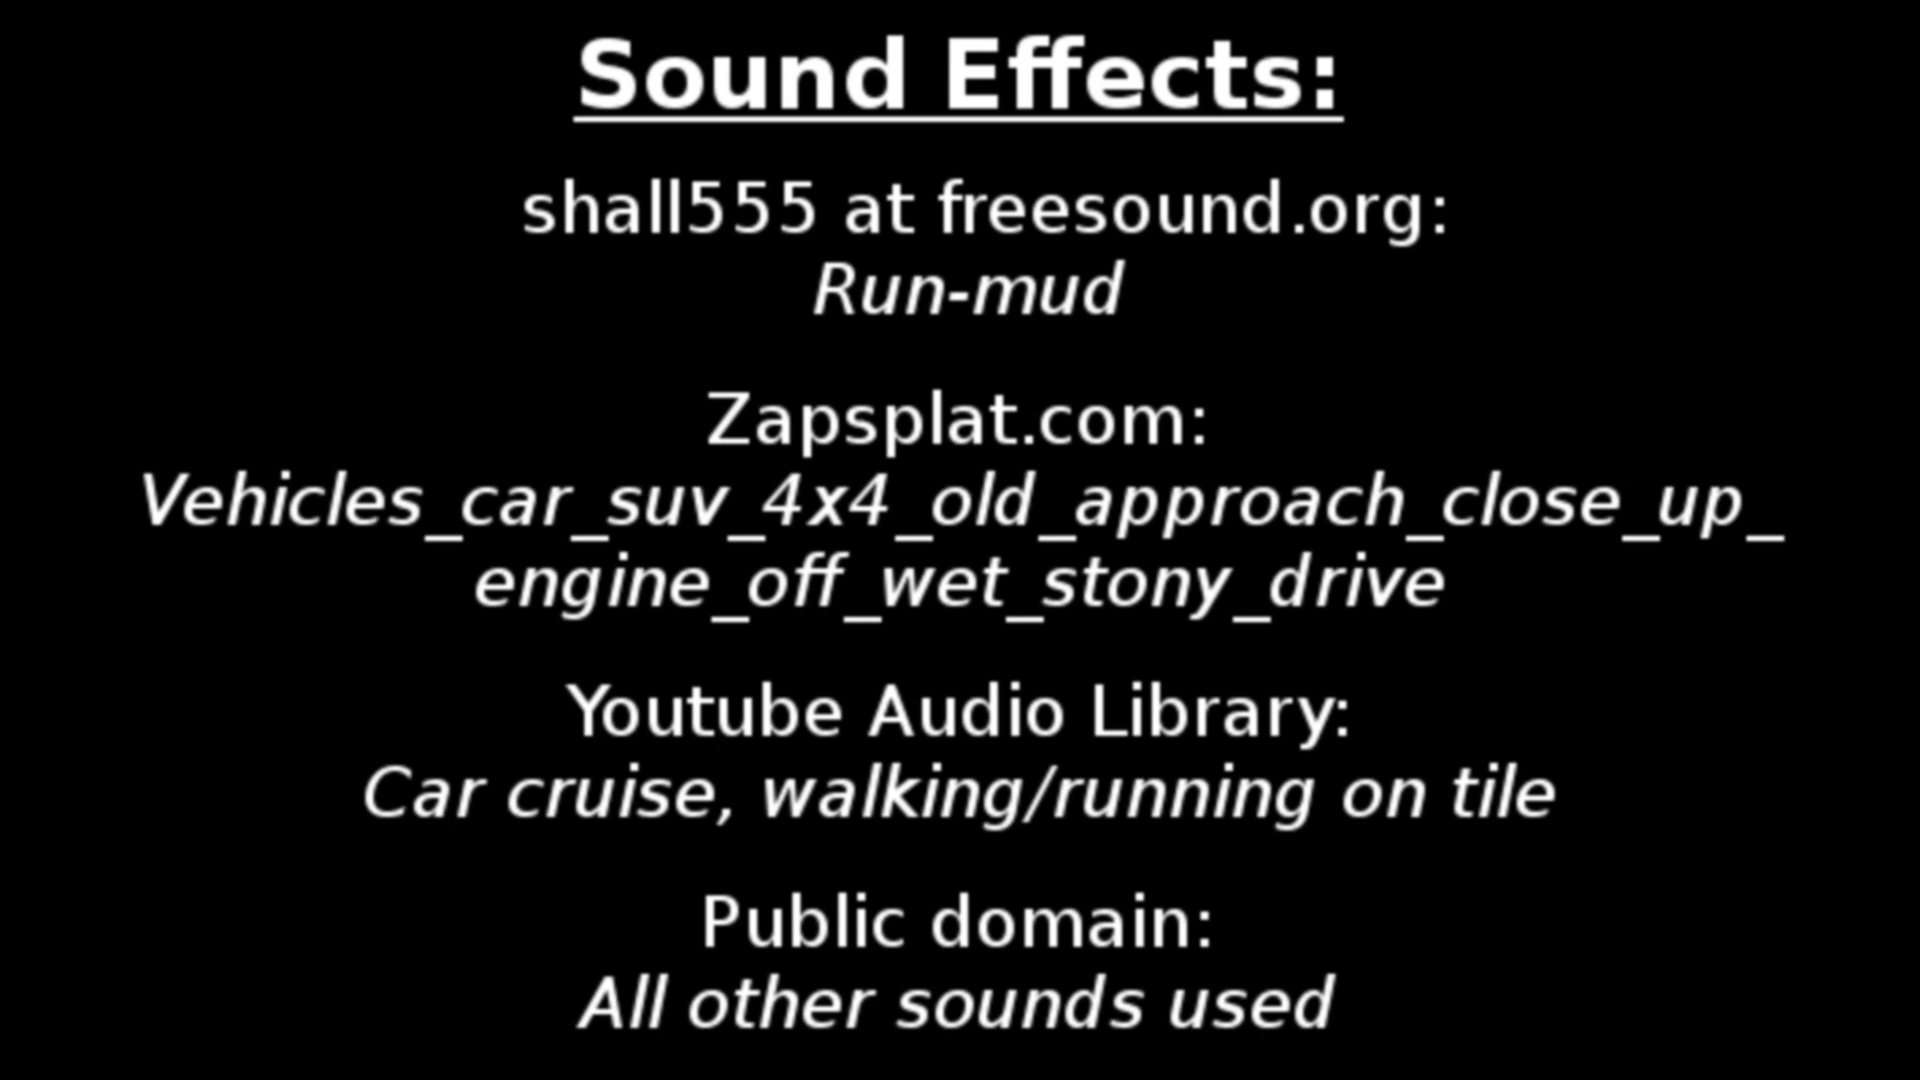 Sound Effects:
shall555 at freesound.org:
Run-mud
Zapsplat.com:
Vehicles_car_suv_4x4_old_approach_close_up_
engine_off_wet_stony_drive
Youtube Audio Library:
Car cruise, walking/running on tile
Public domain:
All other sounds used